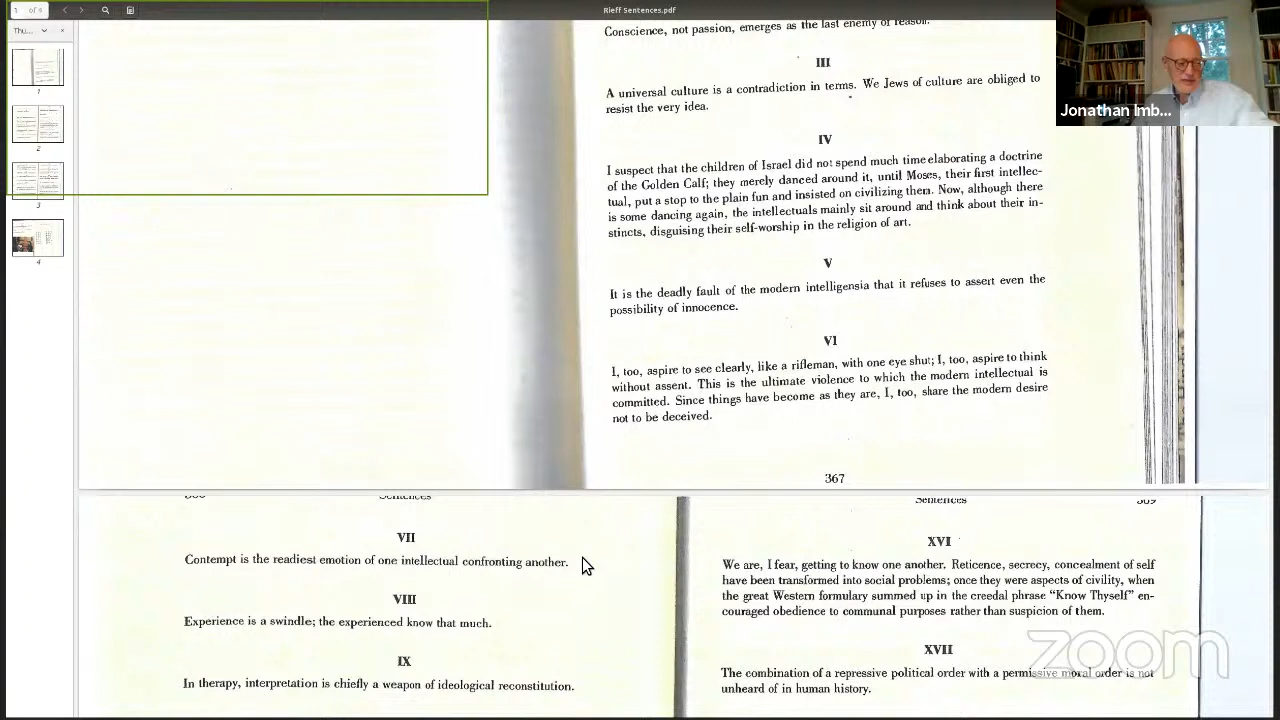 1 of 4
Rieff Sentences.pdf
Thu...
1
2
3
4
Jonathan Imb...
Conscience, not passion, emerges as the last enemy of reason.
III
A universal culture is a contradiction in terms. We Jews of culture are obliged to
resist the very idea.
IV
I suspect that the children of Israel did not spend much time elaborating a doctrine
of the Golden Calf; they merely danced around it, until Moses, their first intellec-
tual, put a stop to the plain fun and insisted on civilizing them. Now, although there
is some dancing again, the intellectuals mainly sit around and think about their in-
stincts, disguising their self-worship in the religion of art.
V
It is the deadly fault of the modern intelligensia that it refuses to assert even the
possibility of innocence.
VI
I, too, aspire to see clearly, like a rifleman, with one eye shut; I, too, aspire to think
without assent. This is the ultimate violence to which the modern intellectual is
committed. Since things have become as they are, I, too, share the modern desire
not to be deceived.
367
Sentences
VII
Contempt is the readiest emotion of one intellectual confronting another.
VIII
Experience is a swindle; the experienced know that much.
IX
In therapy, interpretation is chiefly a weapon of ideological reconstitution.
Sentences
XVI
We are, I fear, getting to know one another. Reticence, secrecy, concealment of self
have been transformed into social problems; once they were aspects of civility, when
the great Western formulary summed up in the creedal phrase “Know Thyself” en-
couraged obedience to communal purposes rather than suspicion of them.
XVII
The combination of a repressive political order with a permissive moral order is not
unheard of in human history.
zoom